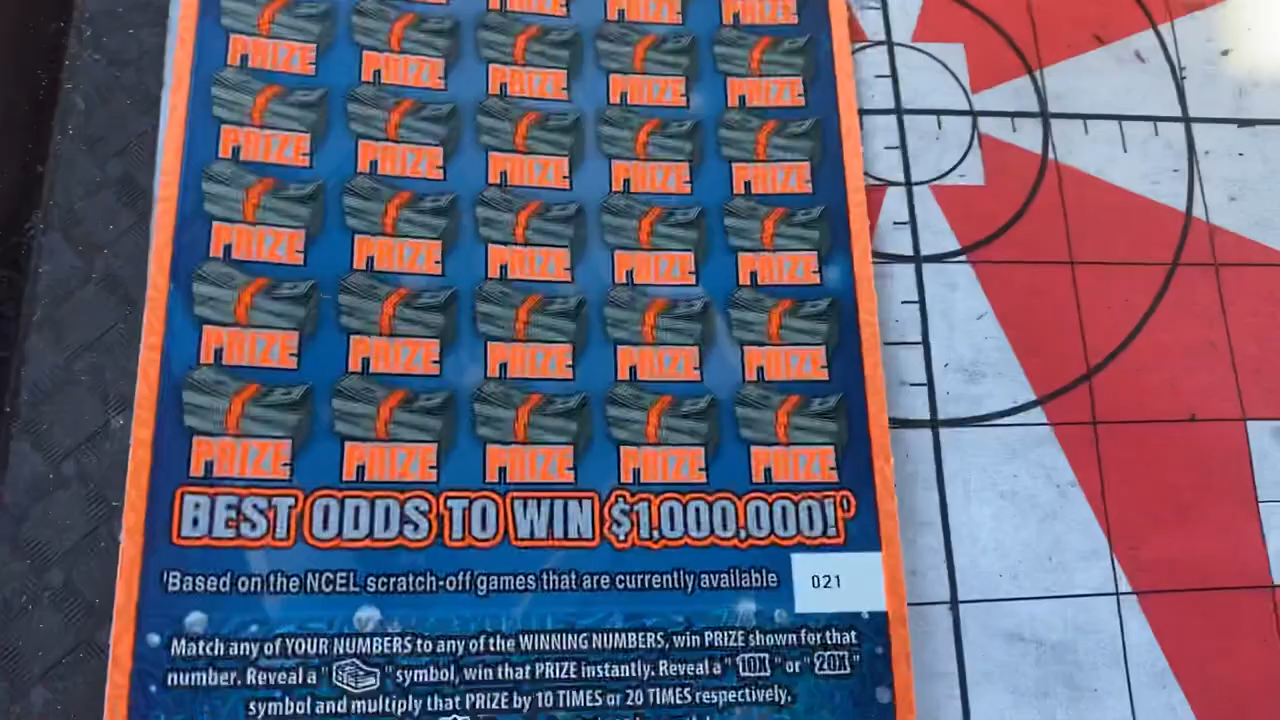 PRIZE PRIZE PRIZE
PRIZE PRIZE PRIZE PRIZE PRIZE
PRIZE PRIZE PRIZE PRIZE PRIZE
PRIZE PRIZE PRIZE PRIZE PRIZE
PRIZE PRIZE PRIZE PRIZE PRIZE
PRIZE PRIZE PRIZE PRIZE PRIZE
BEST ODDS TO WIN $1,000,000!
Based on the NCEL scratch-off games that are currently available
021
Match any of YOUR NUMBERS to any of the WINNING NUMBERS, win PRIZE shown for that
number. Reveal a " " symbol, win that PRIZE instantly. Reveal a "10X" or "20X"
symbol and multiply that PRIZE by 10 TIMES or 20 TIMES respectively.